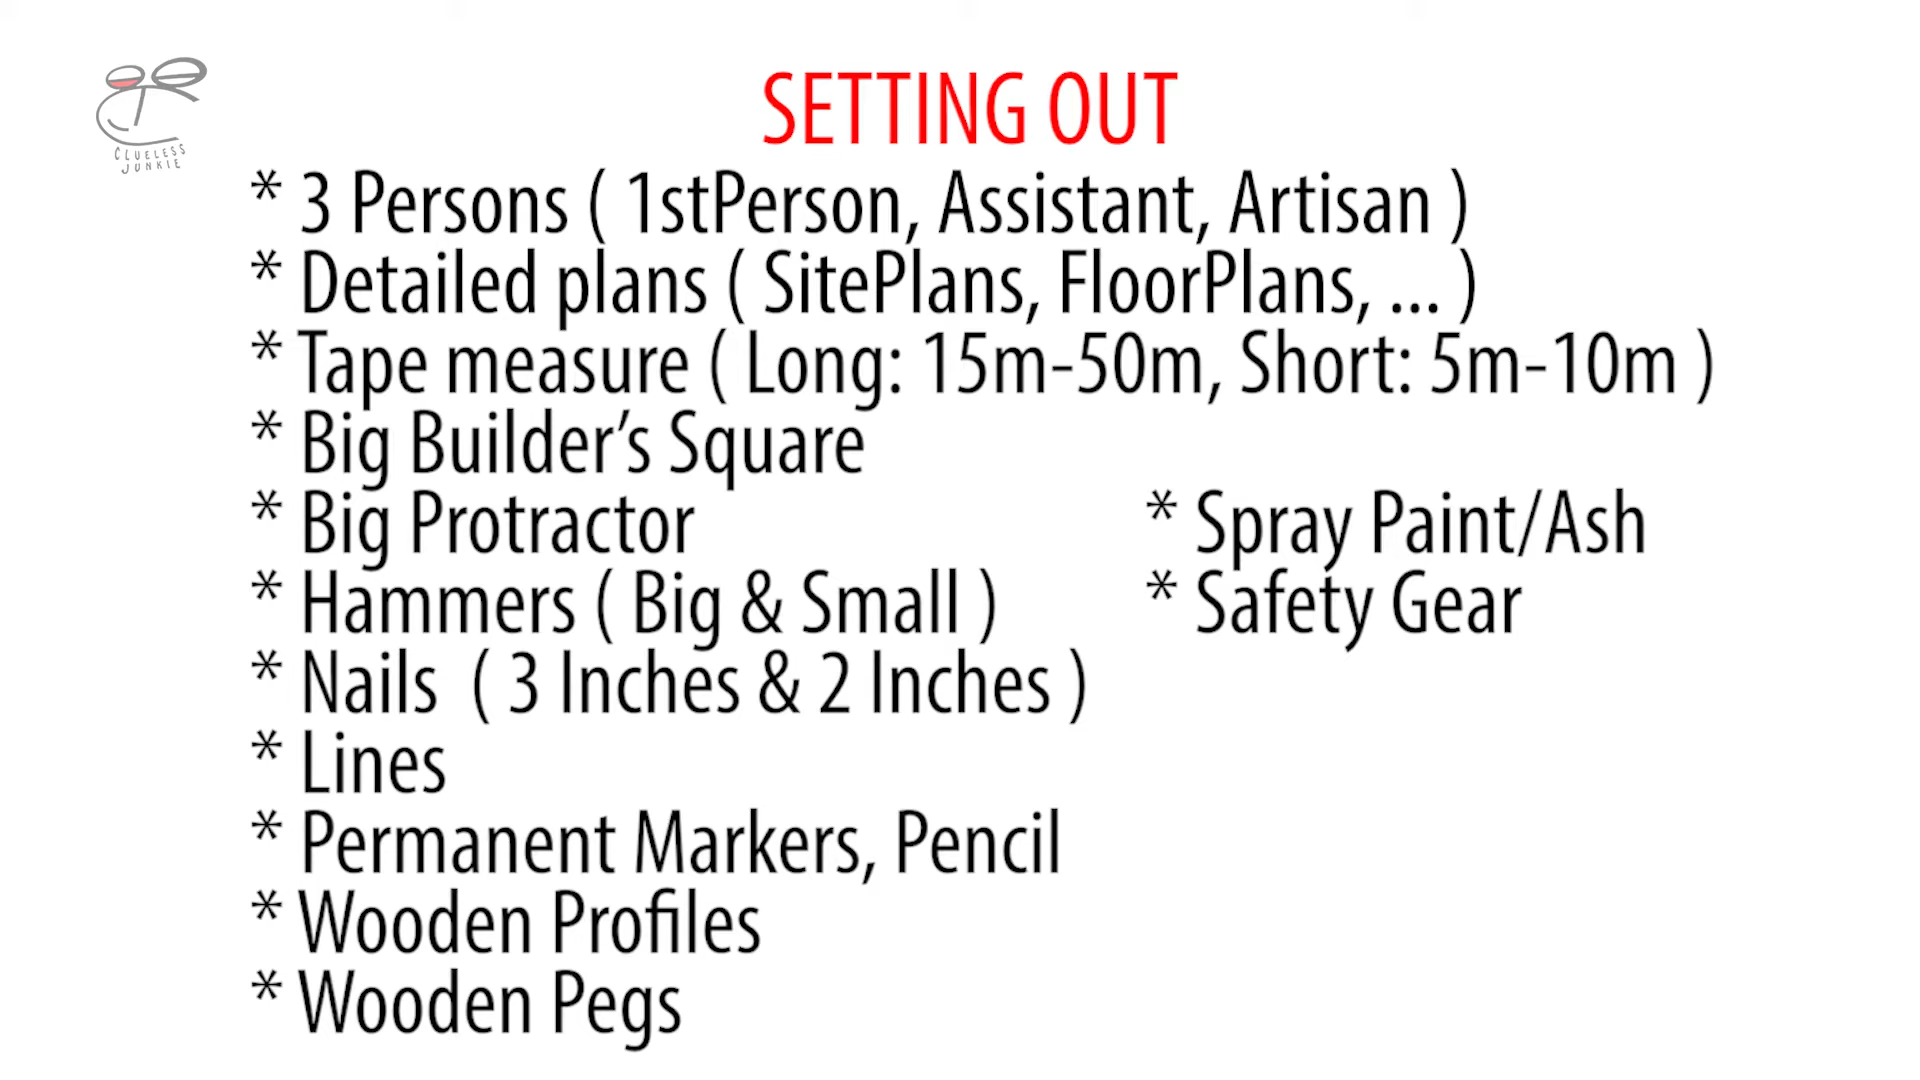 CLUELESS
JUNKIE
SETTING OUT
* 3 Persons ( 1stPerson, Assistant, Artisan )
* Detailed plans ( SitePlans, FloorPlans, ... )
* Tape measure ( Long: 15m-50m, Short: 5m-10m )
* Big Builder’s Square
* Big Protractor
* Hammers ( Big & Small )
* Nails ( 3 Inches & 2 Inches )
* Lines
* Permanent Markers, Pencil
* Wooden Profiles
* Wooden Pegs
* Spray Paint/Ash
* Safety Gear